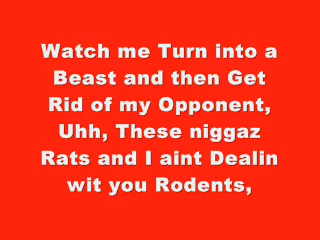 Watch me Turn into a
Beast and then Get
Rid of my Opponent,
Uhh, These niggaz
Rats and I aint Dealin
wit you Rodents,